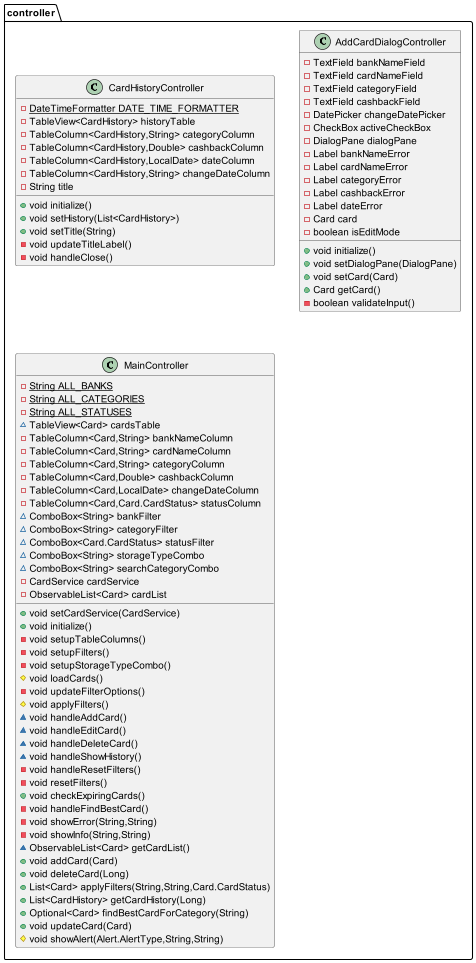 controller
CardHistoryController
DateTimeFormatter DATE_TIME_FORMATTER
TableView<CardHistory> historyTable
TableColumn<CardHistory,String> categoryColumn
TableColumn<CardHistory,Double> cashbackColumn
TableColumn<CardHistory,LocalDate> dateColumn
TableColumn<CardHistory,String> changeDateColumn
String title
void initialize()
void setHistory(List<CardHistory>)
void setTitle(String)
void updateTitleLabel()
void handleClose()
AddCardDialogController
TextField bankNameField
TextField cardNameField
TextField categoryField
TextField cashbackField
DatePicker changeDatePicker
CheckBox activeCheckBox
DialogPane dialogPane
Label bankNameError
Label cardNameError
Label categoryError
Label cashbackError
Label dateError
Card card
boolean isEditMode
void initialize()
void setDialogPane(DialogPane)
void setCard(Card)
Card getCard()
boolean validateInput()
MainController
String ALL_BANKS
String ALL_CATEGORIES
String ALL_STATUSES
TableView<Card> cardsTable
TableColumn<Card,String> bankNameColumn
TableColumn<Card,String> cardNameColumn
TableColumn<Card,String> categoryColumn
TableColumn<Card,Double> cashbackColumn
TableColumn<Card,LocalDate> changeDateColumn
TableColumn<Card,Card.CardStatus> statusColumn
ComboBox<String> bankFilter
ComboBox<String> categoryFilter
ComboBox<Card.CardStatus> statusFilter
ComboBox<String> storageTypeCombo
ComboBox<String> searchCategoryCombo
CardService cardService
ObservableList<Card> cardList
void setCardService(CardService)
void initialize()
void setupTableColumns()
void setupFilters()
void setupStorageTypeCombo()
void loadCards()
void updateFilterOptions()
void applyFilters()
void handleAddCard()
void handleEditCard()
void handleDeleteCard()
void handleShowHistory()
void handleResetFilters()
void resetFilters()
void checkExpiringCards()
void handleFindBestCard()
void showError(String,String)
void showInfo(String,String)
ObservableList<Card> getCardList()
void addCard(Card)
void deleteCard(Long)
List<Card> applyFilters(String,String,Card.CardStatus)
List<CardHistory> getCardHistory(Long)
Optional<Card> findBestCardForCategory(String)
void updateCard(Card)
void showAlert(Alert.AlertType,String,String)